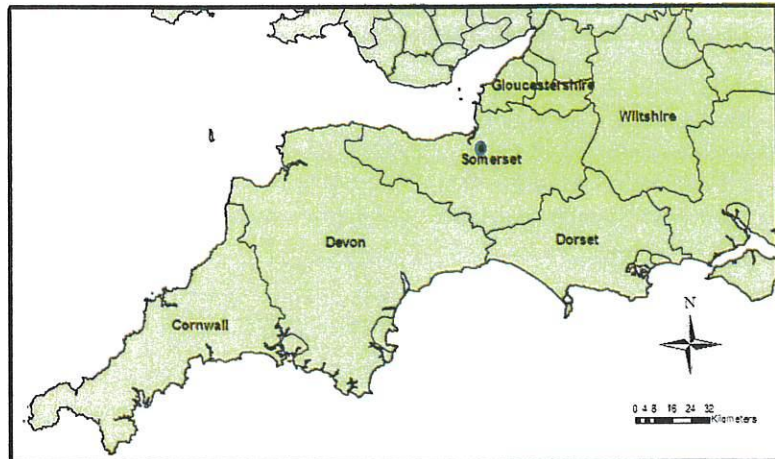 Gloucestershire
Wiltshire
Somerset
Devon
Dorset
Cornwall
N
0 4 8 16 24 32
Kilometers